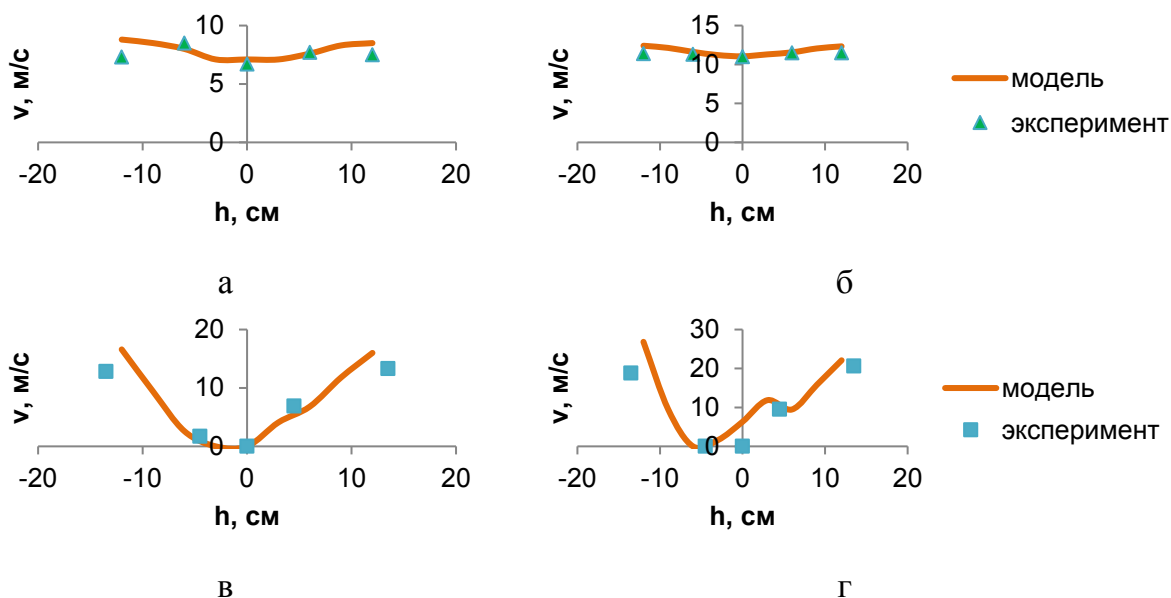 10
5
0
-20 -10 0 10 20
v, м/с
h, см
а
15
10
5
0
-20 -10 0 10 20
v, м/с
h, см
б
модель
эксперимент
20
10
0
-20 -10 0 10 20
v, м/с
h, см
в
30
20
10
0
-20 -10 0 10 20
v, м/с
h, см
г
модель
эксперимент